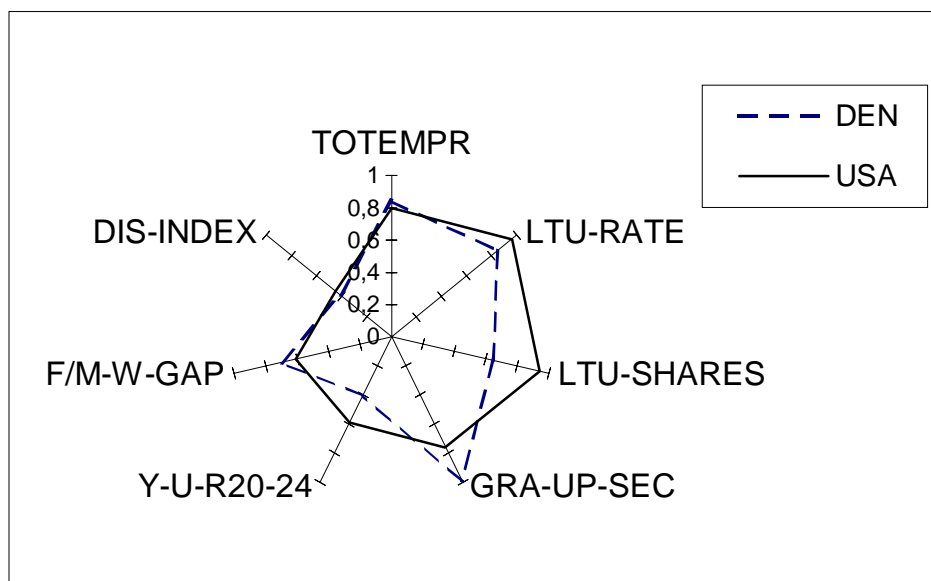 DEN
USA
TOTEMPR
1
0,8
0,6
0,4
0,2
0
DIS-INDEX
LTU-RATE
F/M-W-GAP
LTU-SHARES
Y-U-R20-24
GRA-UP-SEC